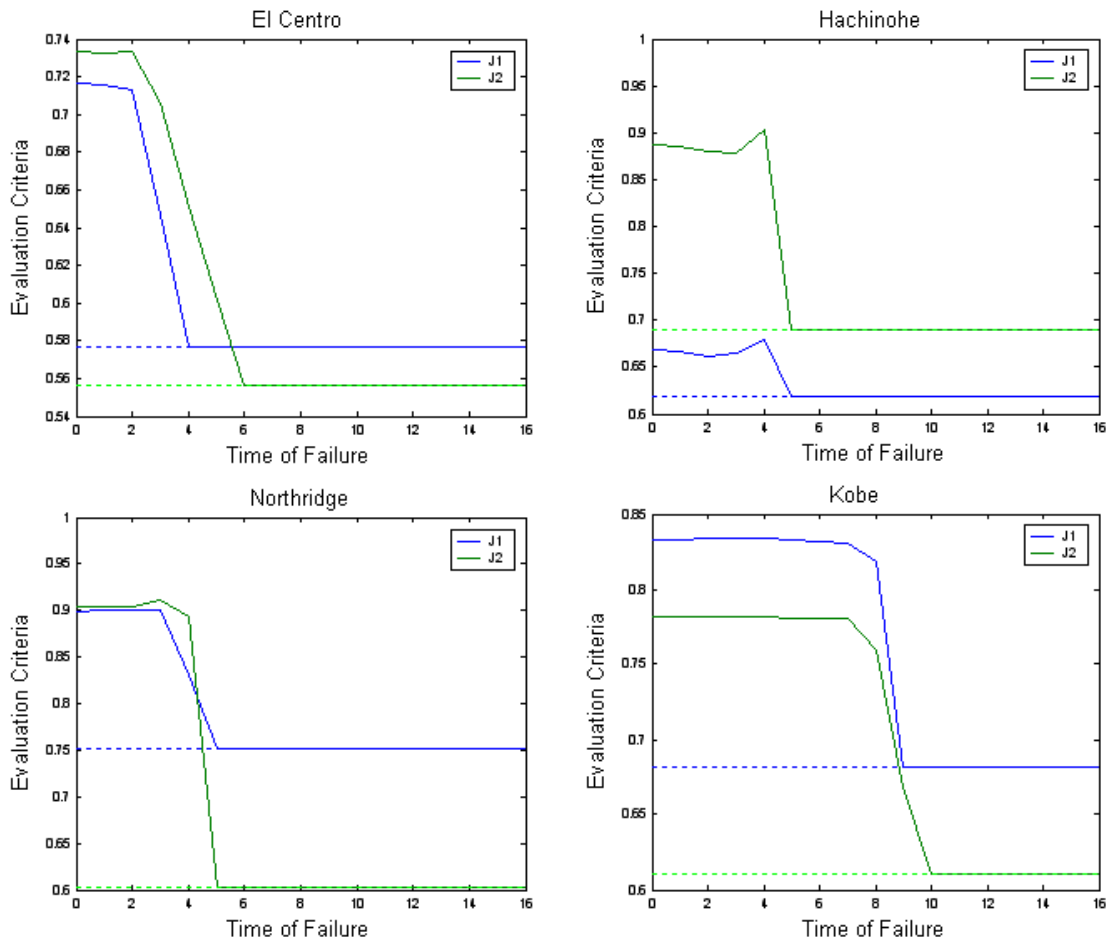 El Centro
0.74
0.72
0.7
0.68
0.66
0.64
0.62
0.6
0.58
0.56
0.54
Evaluation Criteria
J1
J2
0 2 4 6 8 10 12 14 16
Time of Failure
Hachinohe
1
0.95
0.9
0.85
0.8
0.75
0.7
0.65
0.6
Evaluation Criteria
J1
J2
0 2 4 6 8 10 12 14 16
Time of Failure
Northridge
1
0.95
0.9
0.85
0.8
0.75
0.7
0.65
0.6
Evaluation Criteria
J1
J2
0 2 4 6 8 10 12 14 16
Time of Failure
Kobe
0.85
0.8
0.75
0.7
0.65
0.6
Evaluation Criteria
J1
J2
0 2 4 6 8 10 12 14 16
Time of Failure